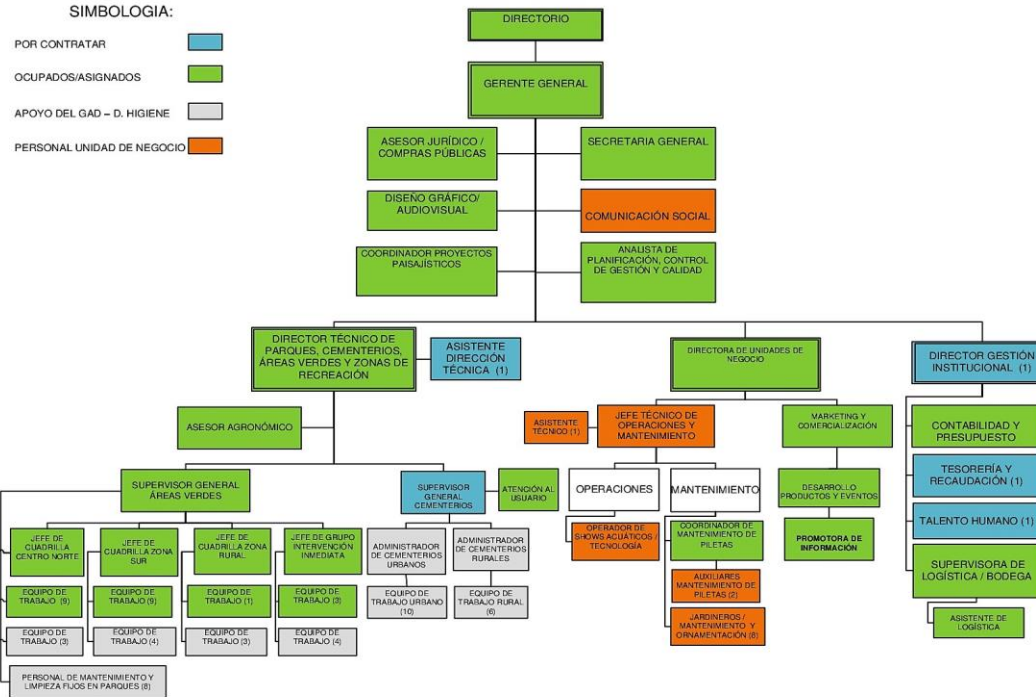 SIMBOLOGIA:
POR CONTRATAR
OCUPADOS/ASIGNADOS
APOYO DEL GAD – D. HIGIENE
PERSONAL UNIDAD DE NEGOCIO
DIRECTORIO
GERENTE GENERAL
ASESOR JURÍDICO /
COMPRAS PÚBLICAS
SECRETARIA GENERAL
DISEÑO GRÁFICO/
AUDIOVISUAL
COMUNICACIÓN SOCIAL
COORDINADOR PROYECTOS
PAISAJÍSTICOS
ANALISTA DE
PLANIFICACIÓN, CONTROL
DE GESTIÓN Y CALIDAD
DIRECTOR TÉCNICO DE
PARQUES, CEMENTERIOS,
ÁREAS VERDES Y ZONAS DE
RECREACIÓN
ASISTENTE
DIRECCIÓN
TÉCNICA (1)
DIRECTORA DE UNIDADES DE
NEGOCIO
DIRECTOR GESTIÓN
INSTITUCIONAL (1)
ASESOR AGRONÓMICO
ASISTENTE
TÉCNICO (1)
JEFE TÉCNICO DE
OPERACIONES Y
MANTENIMIENTO
MARKETING Y
COMERCIALIZACIÓN
CONTABILIDAD Y
PRESUPUESTO
SUPERVISOR GENERAL
ÁREAS VERDES
SUPERVISOR
GENERAL
CEMENTERIOS
ATENCIÓN AL
USUARIO
OPERACIONES
MANTENIMIENTO
DESARROLLO
PRODUCTOS Y EVENTOS
TESORERÍA Y
RECAUDACIÓN (1)
JEFE DE
CUADRILLA
CENTRO NORTE
JEFE DE
CUADRILLA ZONA
SUR
JEFE DE
CUADRILLA ZONA
RURAL
JEFE DE GRUPO
INTERVENCIÓN
INMEDIATA
ADMINISTRADOR
DE CEMENTERIOS
URBANOS
ADMINISTRADOR
DE CEMENTERIOS
RURALES
OPERADOR DE
SHOWS ACUÁTICOS /
TECNOLOGÍA
COORDINADOR DE
MANTENIMIENTO DE
PILETAS
PROMOTORA DE
INFORMACIÓN
TALENTO HUMANO (1)
EQUIPO DE
TRABAJO (9)
EQUIPO DE
TRABAJO (9)
EQUIPO DE
TRABAJO (1)
EQUIPO DE
TRABAJO (3)
EQUIPO DE
TRABAJO URBANO
(10)
EQUIPO DE
TRABAJO RURAL
(6)
AUXILIARES
MANTENIMIENTO DE
PILETAS (2)
SUPERVISORA DE
LOGÍSTICA / BODEGA
EQUIPO DE
TRABAJO (3)
EQUIPO DE
TRABAJO (4)
EQUIPO DE
TRABAJO (3)
EQUIPO DE
TRABAJO (4)
JARDINEROS /
MANTENIMIENTO Y
ORNAMENTACIÓN (8)
ASISTENTE DE
LOGÍSTICA
PERSONAL DE MANTENIMIENTO Y
LIMPIEZA FIJOS EN PARQUES (8)